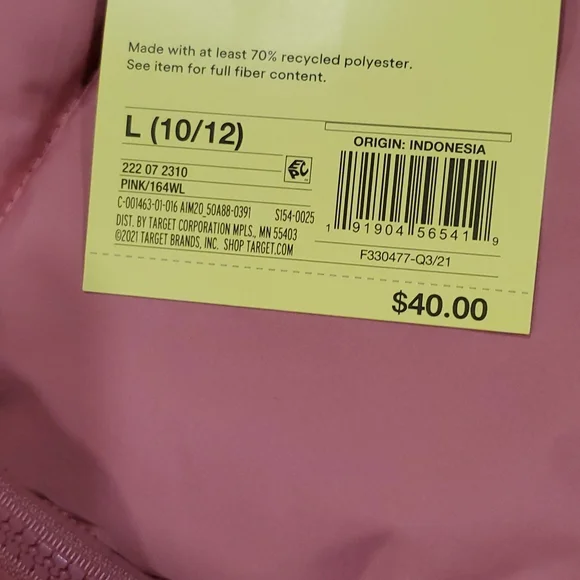 Made with at least 70% recycled polyester.
See item for full fiber content.
L (10/12)
222 07 2310
PINK/164WL
C-001463-01-016 AIMZ0_50A88-0391 S154-0025
DIST. BY TARGET CORPORATION MPLS., MN 55403
©2021 TARGET BRANDS, INC. SHOP TARGET.COM
ORIGIN: INDONESIA
1 91904 56541 9
F330477-Q3/21
$40.00